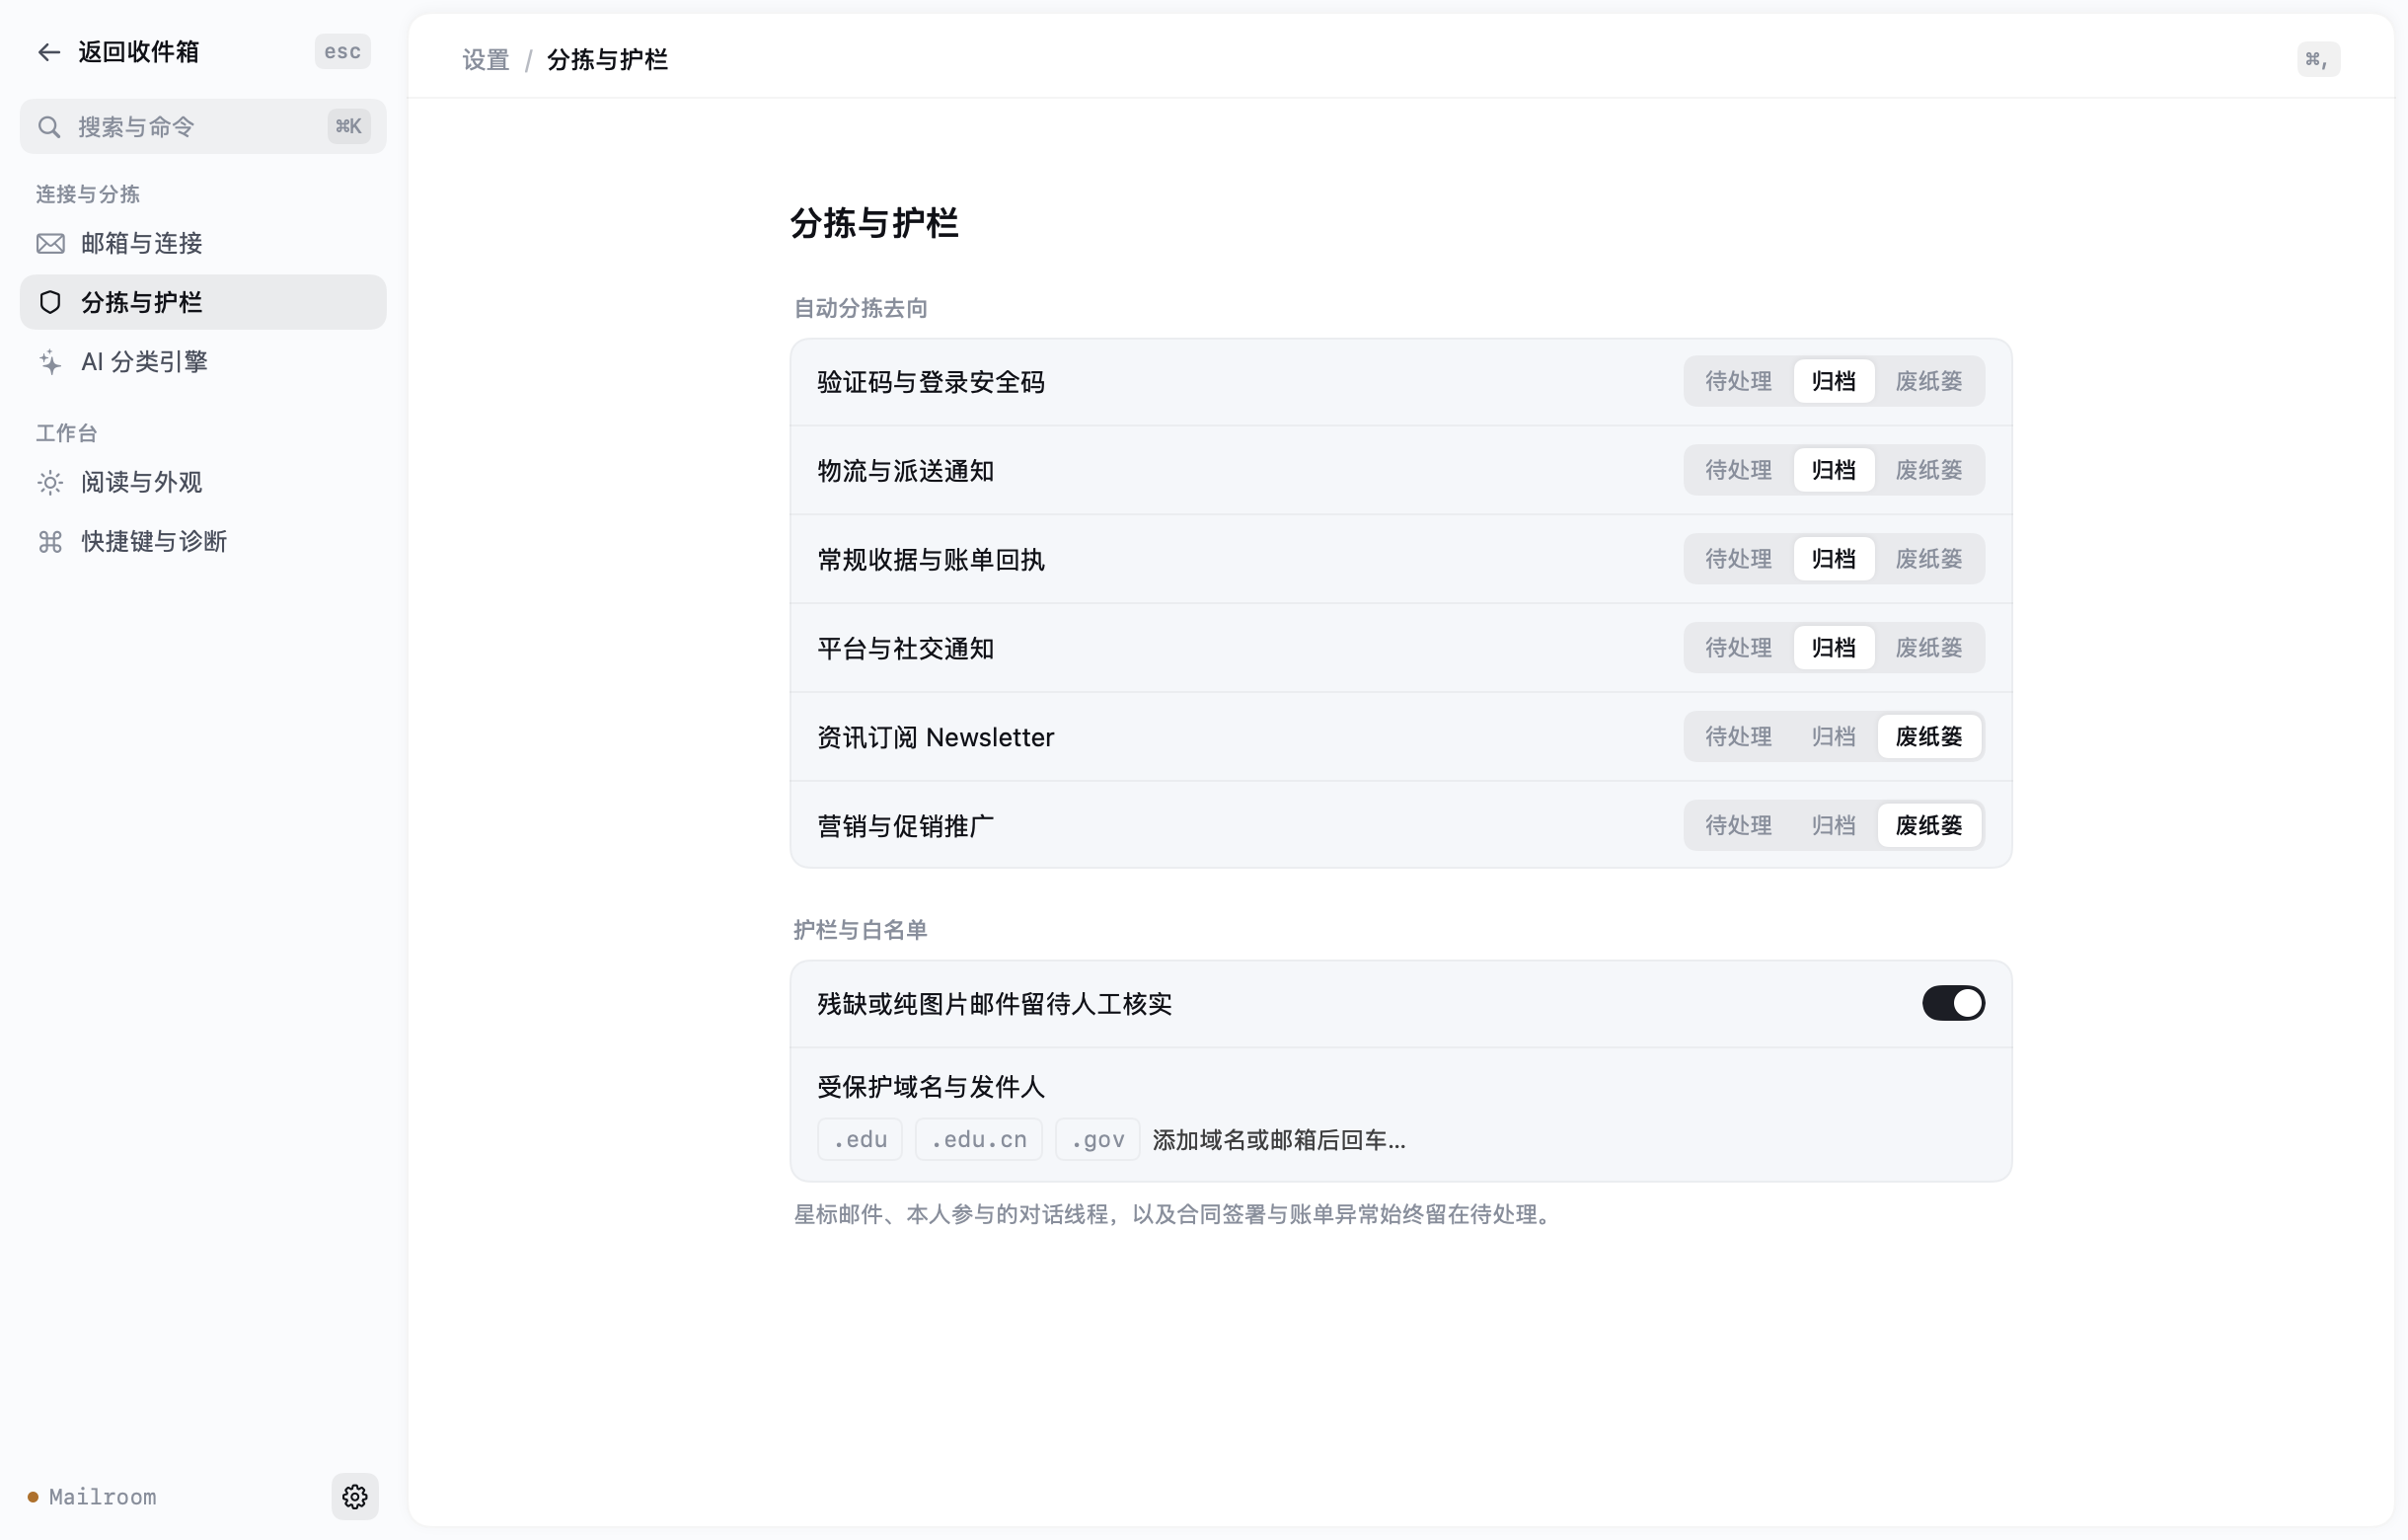 返回收件箱 esc
搜索与命令 ⌘K
连接与分拣
邮箱与连接
分拣与护栏
AI 分类引擎
工作台
阅读与外观
快捷键与诊断
Mailroom
设置 / 分拣与护栏 ⌘,
分拣与护栏
自动分拣去向
验证码与登录安全码 待处理 归档 废纸篓
物流与派送通知 待处理 归档 废纸篓
常规收据与账单回执 待处理 归档 废纸篓
平台与社交通知 待处理 归档 废纸篓
资讯订阅 Newsletter 待处理 归档 废纸篓
营销与促销推广 待处理 归档 废纸篓
护栏与白名单
残缺或纯图片邮件留待人工核实
受保护域名与发件人
.edu .edu.cn .gov 添加域名或邮箱后回车...
星标邮件、本人参与的对话线程，以及合同签署与账单异常始终留在待处理。